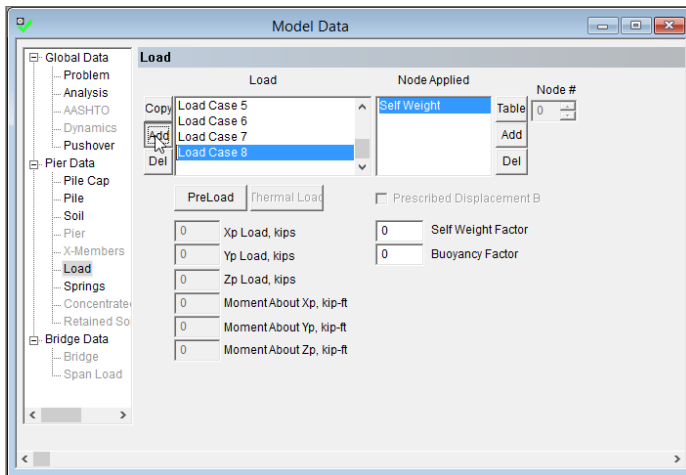 Model Data
Global Data
Problem
Analysis
AASHTO
Dynamics
Pushover
Pier Data
Pile Cap
Pile
Soil
Pier
X-Members
Load
Springs
Concentrate
Retained So
Bridge Data
Bridge
Span Load
Load
Load
Node Applied
Node #
Copy
Add
Del
Load Case 5
Load Case 6
Load Case 7
Load Case 8
Self Weight
Table
Add
Del
0
PreLoad
Thermal Load
Prescribed Displacement B
0 Xp Load, kips
0 Yp Load, kips
0 Zp Load, kips
0 Moment About Xp, kip-ft
0 Moment About Yp, kip-ft
0 Moment About Zp, kip-ft
0 Self Weight Factor
0 Buoyancy Factor